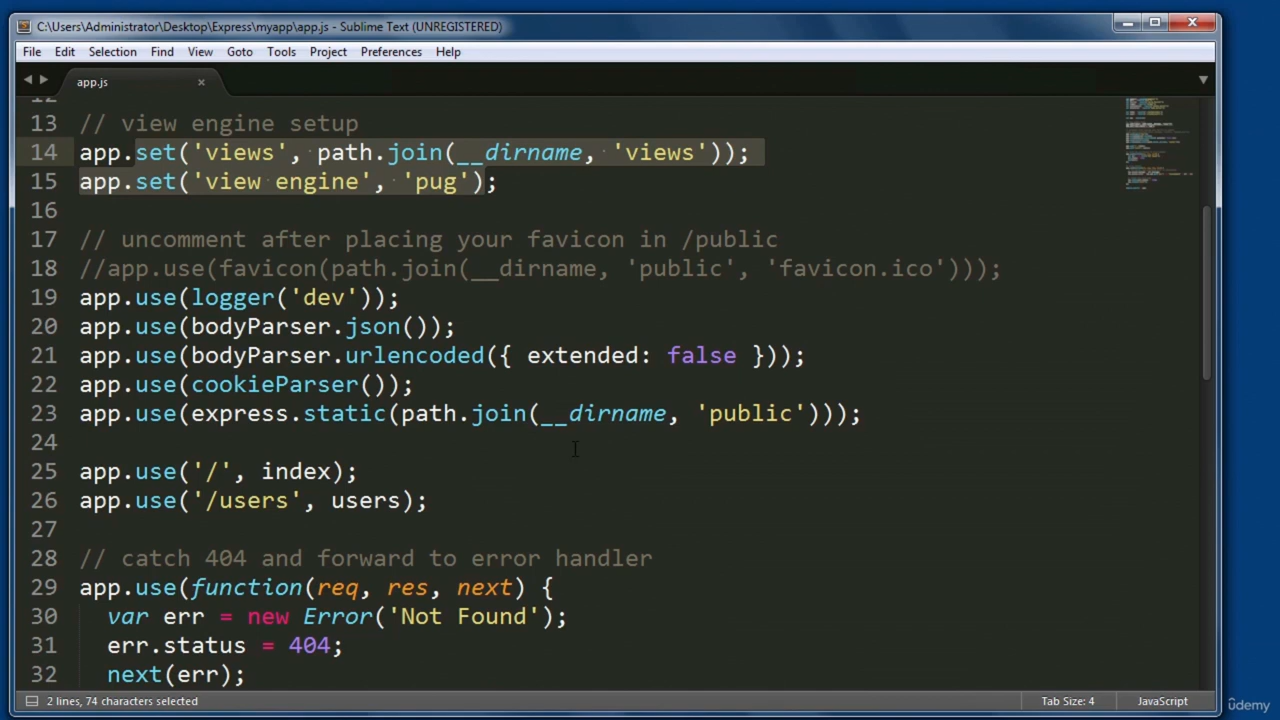 C:\Users\Administrator\Desktop\Express\myapp\app.js - Sublime Text (UNREGISTERED)
File Edit Selection Find View Goto Tools Project Preferences Help
app.js
12
13 // view engine setup
14 app.set('views', path.join(__dirname, 'views'));
15 app.set('view engine', 'pug');
16
17 // uncomment after placing your favicon in /public
18 //app.use(favicon(path.join(__dirname, 'public', 'favicon.ico')));
19 app.use(logger('dev'));
20 app.use(bodyParser.json());
21 app.use(bodyParser.urlencoded({ extended: false }));
22 app.use(cookieParser());
23 app.use(express.static(path.join(__dirname, 'public')));
24
25 app.use('/', index);
26 app.use('/users', users);
27
28 // catch 404 and forward to error handler
29 app.use(function(req, res, next) {
30   var err = new Error('Not Found');
31   err.status = 404;
32   next(err);
2 lines, 74 characters selected
Tab Size: 4
JavaScript
ûdemy